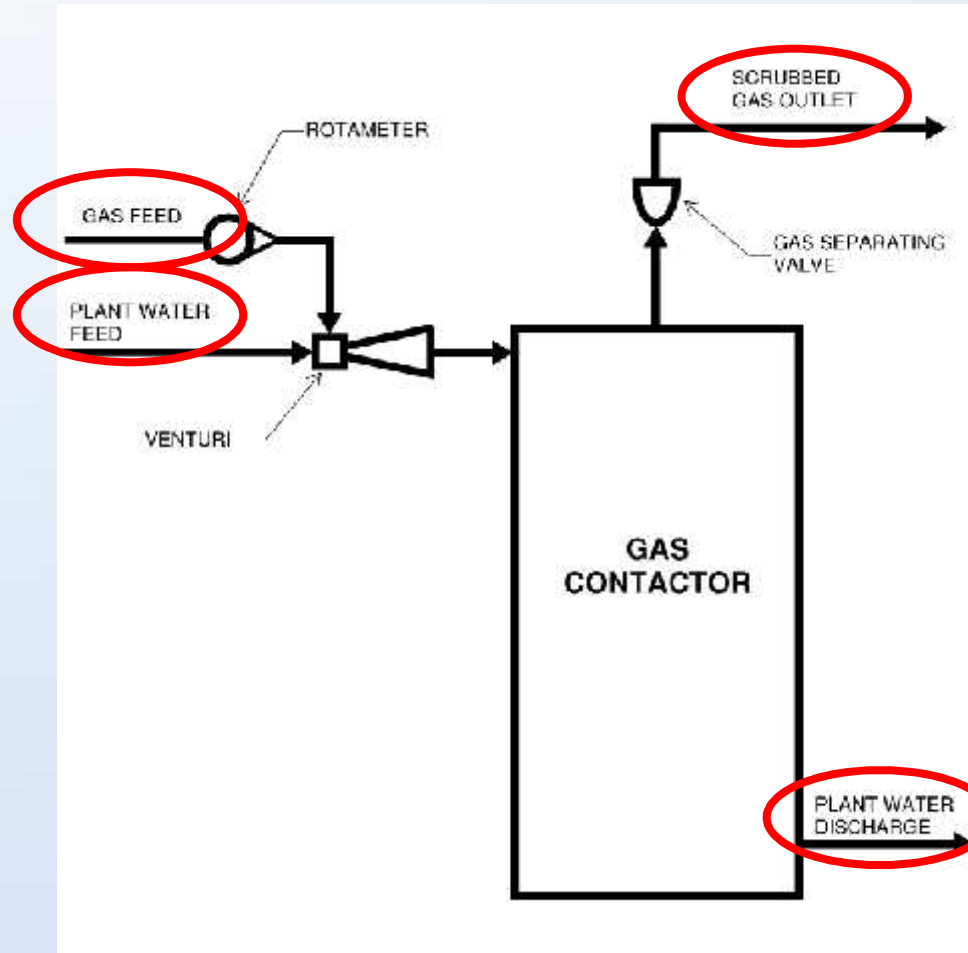 SCRUBBED
GAS OUTLET
ROTAMETER
GAS FEED
GAS SEPARATING
VALVE
PLANT WATER
FEED
VENTURI
GAS
CONTACTOR
PLANT WATER
DISCHARGE